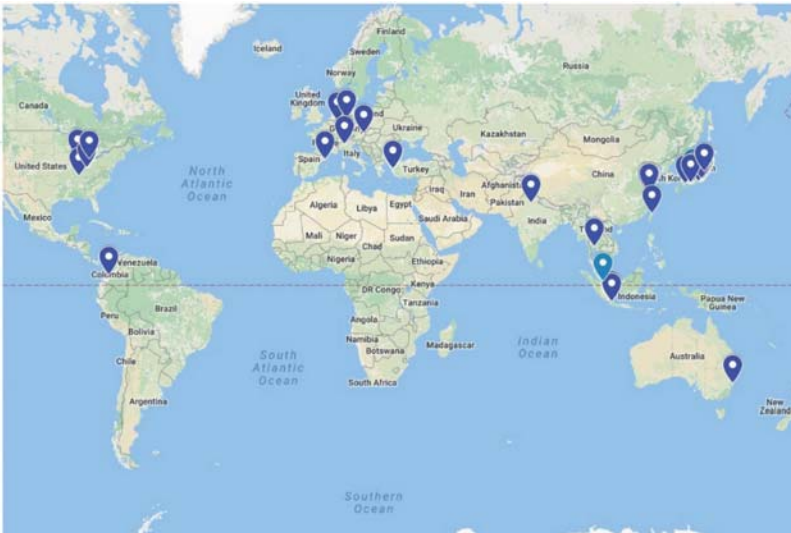 Iceland
Finland
Sweden
Norway
Russia
Canada
United
Kingdom
Ukraine
Kazakhstan
Mongolia
United States
North
Atlantic
Ocean
Spain
Italy
Turkey
China
Afghanistan
Iraq
Iran
Pakistan
Algeria
Libya
Egypt
Saudi Arabia
India
Mexico
Mali
Niger
Chad
Sudan
Nigeria
Ethiopia
Venezuela
Colombia
Kenya
DR Congo
Indonesia
Papua New
Guinea
Tanzania
Brazil
Peru
Angola
Bolivia
Namibia
Botswana
Madagascar
Indian
Ocean
Australia
South
Atlantic
Ocean
Chile
South Africa
Argentina
New
Zealand
Southern
Ocean